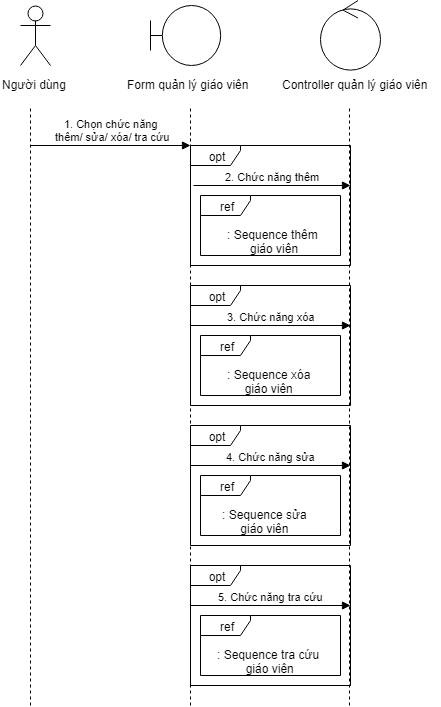 Người dùng
Form quản lý giáo viên
Controller quản lý giáo viên
1. Chọn chức năng
thêm/ sửa/ xóa/ tra cứu
opt
2. Chức năng thêm
ref
: Sequence thêm
giáo viên
opt
3. Chức năng xóa
ref
: Sequence xóa
giáo viên
opt
4. Chức năng sửa
ref
: Sequence sửa
giáo viên
opt
5. Chức năng tra cứu
ref
: Sequence tra cứu
giáo viên